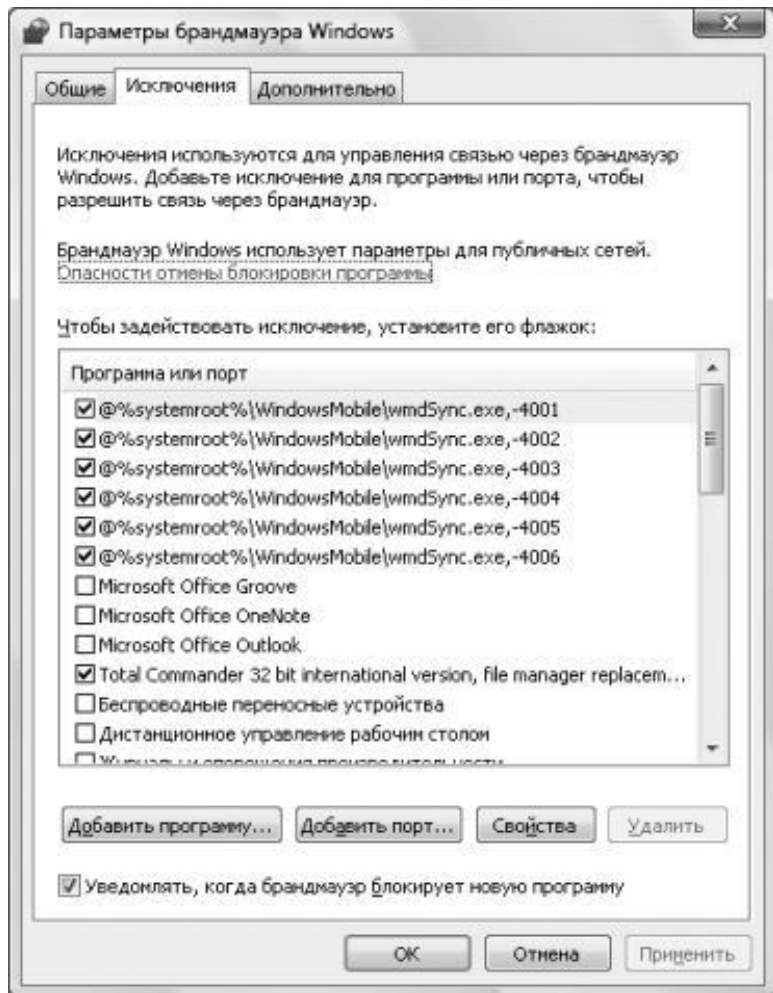 Параметры брандмауэра Windows
Общие Исключения Дополнительно
Исключения используются для управления связью через брандмауэр
Windows. Добавьте исключение для программы или порта, чтобы
разрешить связь через брандмауэр.
Брандмауэр Windows использует параметры для публичных сетей.
Опасности отмены блокировки программы
Чтобы задействовать исключение, установите его флажок:
Программа или порт
@%systemroot%\WindowsMobile\wmdSync.exe,-4001
@%systemroot%\WindowsMobile\wmdSync.exe,-4002
@%systemroot%\WindowsMobile\wmdSync.exe,-4003
@%systemroot%\WindowsMobile\wmdSync.exe,-4004
@%systemroot%\WindowsMobile\wmdSync.exe,-4005
@%systemroot%\WindowsMobile\wmdSync.exe,-4006
Microsoft Office Groove
Microsoft Office OneNote
Microsoft Office Outlook
Total Commander 32 bit international version, file manager replacem...
Беспроводные переносные устройства
Дистанционное управление рабочим столом
Добавить программу... Добавить порт... Свойства Удалить
Уведомлять, когда брандмауэр блокирует новую программу
ОК Отмена Применить